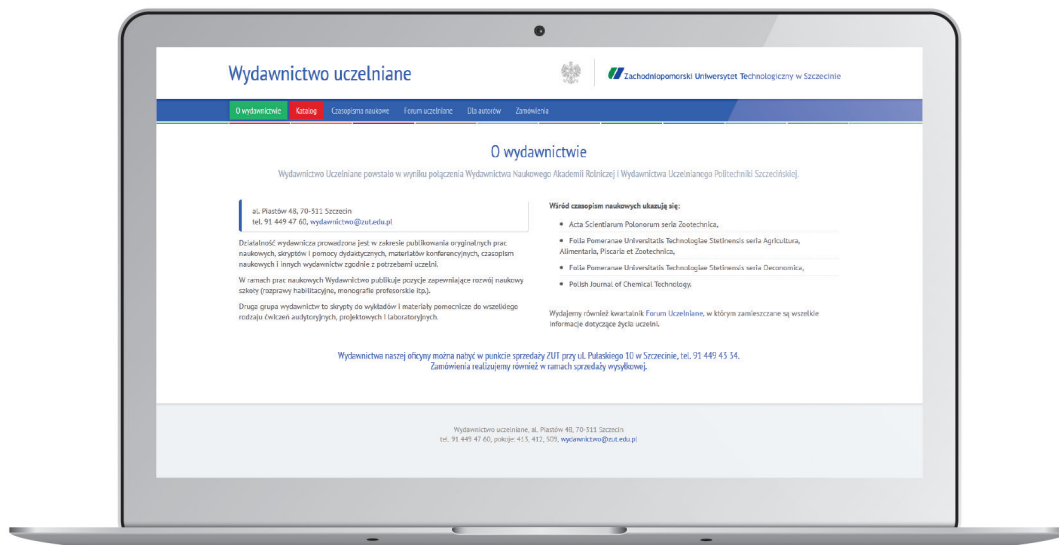 Wydawnictwo uczelniane
Zachodniopomorski Uniwersytet Technologiczny w Szczecinie
O wydawnictwie Katalog Czasopisma naukowe Forum uczelniane Dla autorów Zamówienia
O wydawnictwie
Wydawnictwo Uczelniane powstało w wyniku połączenia Wydawnictwa Naukowego Akademii Rolniczej i Wydawnictwa Uczelnianego Politechniki Szczecińskiej.
al. Piastów 48, 70-311 Szczecin
tel. 91 449 47 60, wydawnictwo@zut.edu.pl
Działalność wydawnicza prowadzona jest w zakresie publikowania oryginalnych prac
naukowych, skryptów i pomocy dydaktycznych, materiałów konferencyjnych, czasopism
naukowych i innych wydawnictw zgodnie z potrzebami uczelni.
W ramach prac naukowych Wydawnictwo publikuje pozycje zapewniające rozwój naukowy
szkoły (rozprawy habilitacyjne, monografie profesorskie itp.).
Druga grupa wydawnictw to skrypty do wykładów i materiały pomocnicze do wszelkiego
rodzaju ćwiczeń audytoryjnych, projektowych i laboratoryjnych.
Wśród czasopism naukowych ukazują się:
Acta Scientiarum Polonorum seria Zootechnica,
Folia Pomeranae Universitatis Technologiae Stetinensis seria Agricultura,
Alimentaria, Piscaria et Zootechnica,
Folia Pomeranae Universitatis Technologiae Stetinensis seria Oeconomica,
Polish Journal of Chemical Technology.
Wydajemy również kwartalnik Forum Uczelniane, w którym zamieszczane są wszelkie
informacje dotyczące życia uczelni.
Wydawnictwa naszej oficyny można nabyć w punkcie sprzedaży ZUT przy ul. Pułaskiego 10 w Szczecinie, tel. 91 449 43 34.
Zamówienia realizujemy również w ramach sprzedaży wysyłkowej.
Wydawnictwo uczelniane, al. Piastów 48, 70-311 Szczecin
tel. 91 449 47 60, pokoje: 413, 412, 509, wydawnictwo@zut.edu.pl